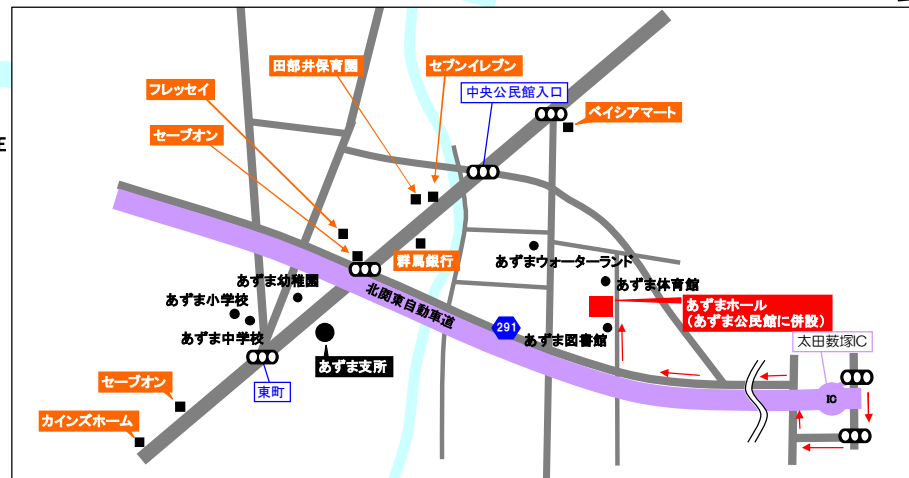 田部井保育園
セブンイレブン
フレッセイ
中央公民館入口
ベイシアマート
セーブオン
群馬銀行
あずまウォーターランド
あずま幼稚園
あずま体育館
あずま小学校
北関東自動車道
あずまホール
(あずま公民館に併設)
あずま中学校
291
あずま図書館
太田藪塚IC
あずま支所
東町
セーブオン
IC
カインズホーム